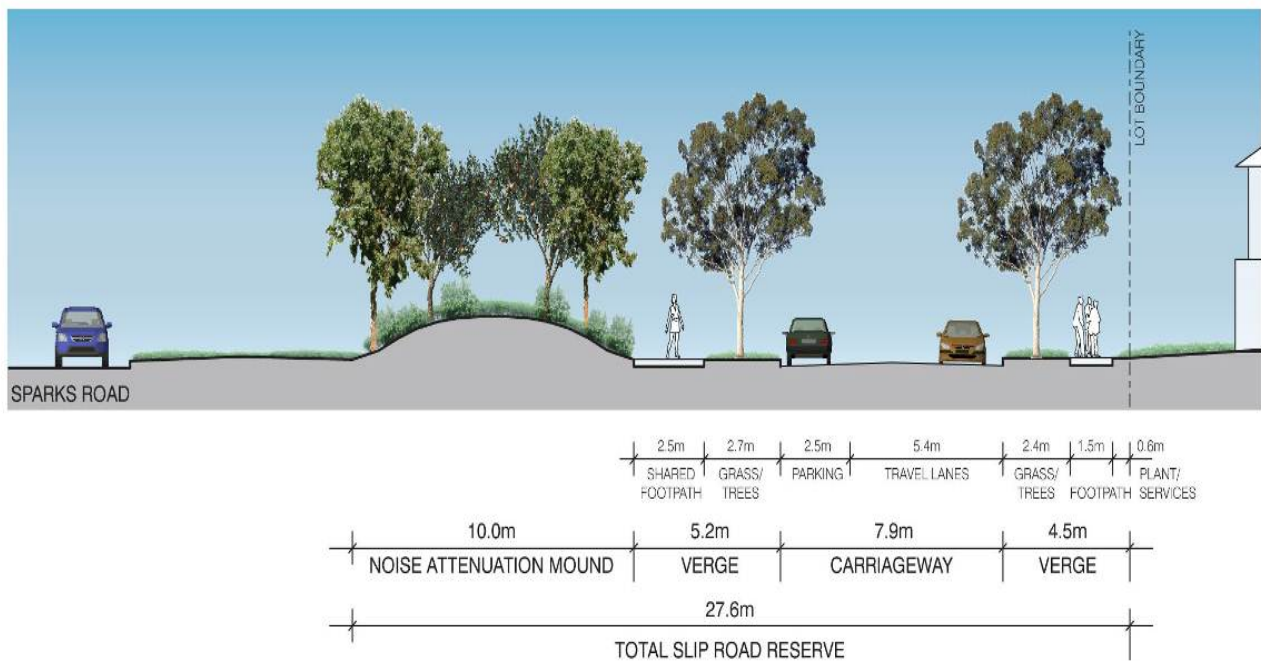 LOT BOUNDARY
SPARKS ROAD
2.5m 2.7m 2.5m 5.4m 2.4m 1.5m 0.6m
SHARED GRASS/ PARKING TRAVEL LANES GRASS/ FOOTPATH PLANT/
FOOTPATH TREES TREES SERVICES
10.0m 5.2m 7.9m 4.5m
NOISE ATTENUATION MOUND VERGE CARRIAGEWAY VERGE
27.6m
TOTAL SLIP ROAD RESERVE